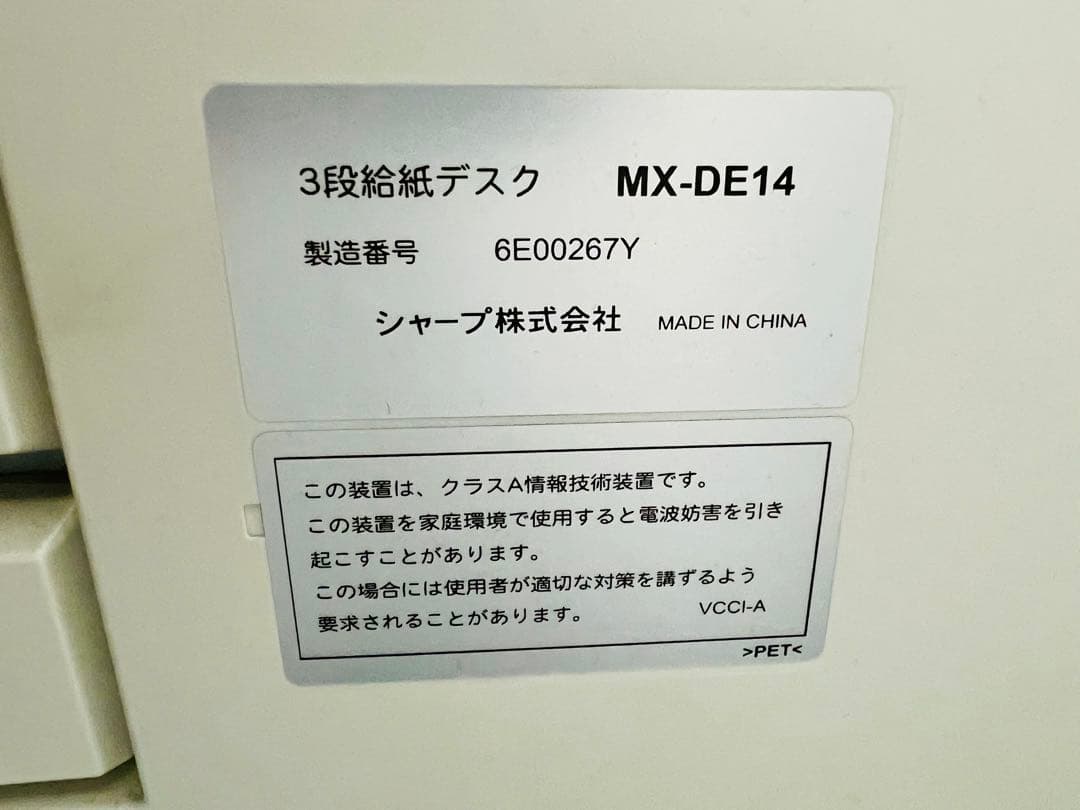 3段給紙デスク MX-DE14
製造番号 6E00267Y
シャープ株式会社 MADE IN CHINA
この装置は、クラスA情報技術装置です。
この装置を家庭環境で使用すると電波妨害を引き
起こすことがあります。
この場合には使用者が適切な対策を講ずるよう
要求されることがあります。 VCCI-A
>PET<